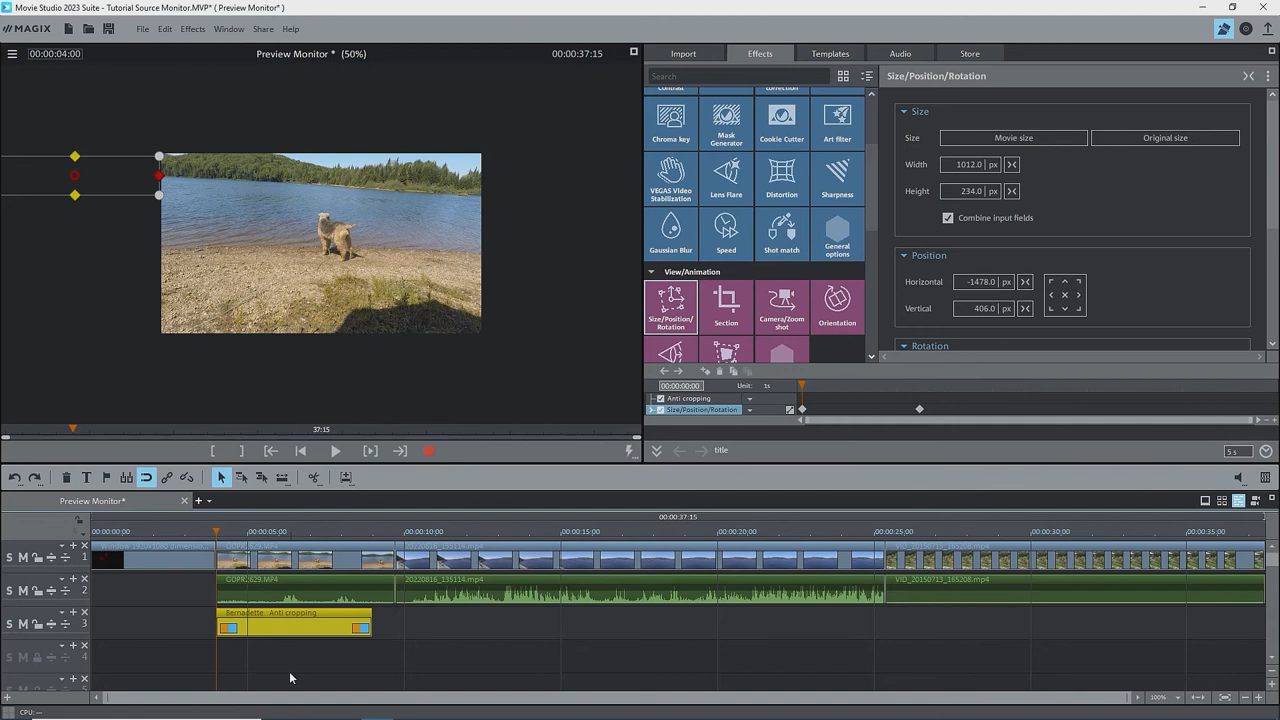 Movie Studio 2023 Suite - Tutorial Source Monitor.MVP* ( Preview Monitor* )
MAGIX
File Edit Effects Window Share Help
00:00:04:00 Preview Monitor * (50%) 00:00:37:15
Import Effects Templates Audio Store
Search
Size/Position/Rotation
Contrast correction
Chroma key Mask Generator Cookie Cutter Art filter
VEGAS Video Stabilization Lens Flare Distortion Sharpness
Gaussian Blur Speed Shot match General options
View/Animation
Size/Position/Rotation Section Camera/Zoom shot Orientation
Size
Size Movie size Original size
Width 1012.0 px
Height 234.0 px
Combine input fields
Position
Horizontal -1478.0 px
Vertical 406.0 px
Rotation
00:00:00:00 Unit: 1s
Anti cropping
Size/Position/Rotation
37:15
title 5 s
Preview Monitor*
00:00:37:15
00:00:00:00 00:00:05:00 00:00:10:00 00:00:15:00 00:00:20:00 00:00:25:00 00:00:30:00 00:00:35:00
S M 1
S M 2 20220816_135114.mp4 VID_20150713_165208.mp4
S M 3 Bernadette Anti cropping
S M 4
100%
CPU: —